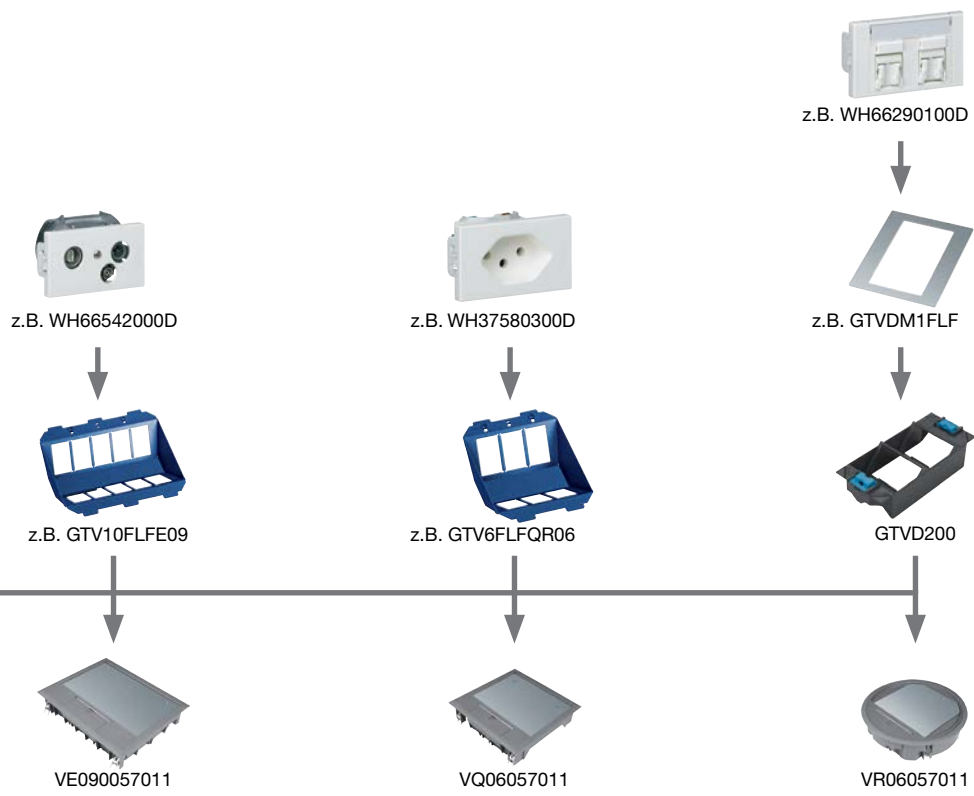 z.B. WH66290100D
z.B. WH66542000D
z.B. WH37580300D
z.B. GTVDM1FLF
z.B. GTV10FLFE09
z.B. GTV6FLFQR06
GTVD200
VE090057011
VQ06057011
VR06057011